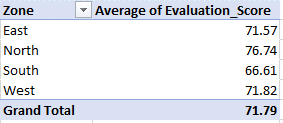 Zone Average of Evaluation_Score
East 71.57
North 76.74
South 66.61
West 71.82
Grand Total 71.79